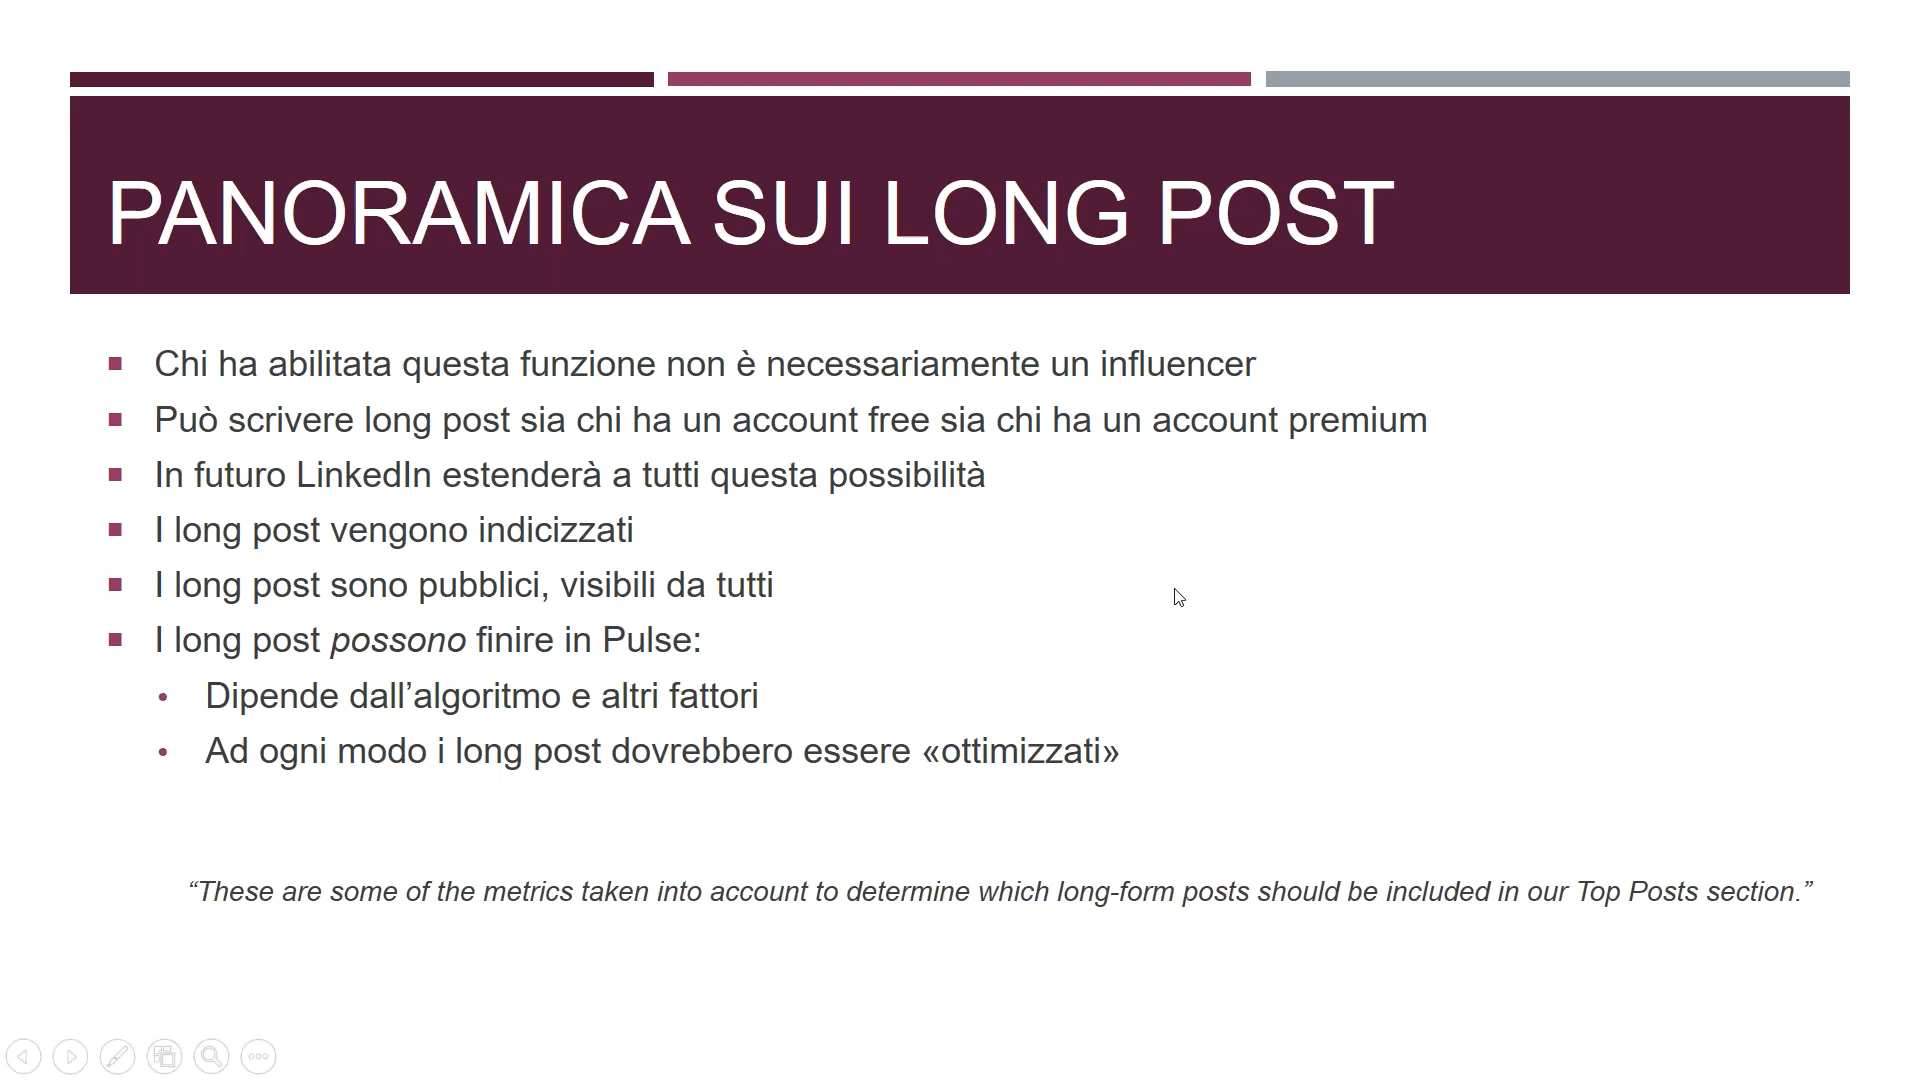 PANORAMICA SUI LONG POST
Chi ha abilitata questa funzione non è necessariamente un influencer
Può scrivere long post sia chi ha un account free sia chi ha un account premium
In futuro LinkedIn estenderà a tutti questa possibilità
I long post vengono indicizzati
I long post sono pubblici, visibili da tutti
I long post possono finire in Pulse:
Dipende dall’algoritmo e altri fattori
Ad ogni modo i long post dovrebbero essere «ottimizzati»
“These are some of the metrics taken into account to determine which long-form posts should be included in our Top Posts section.”